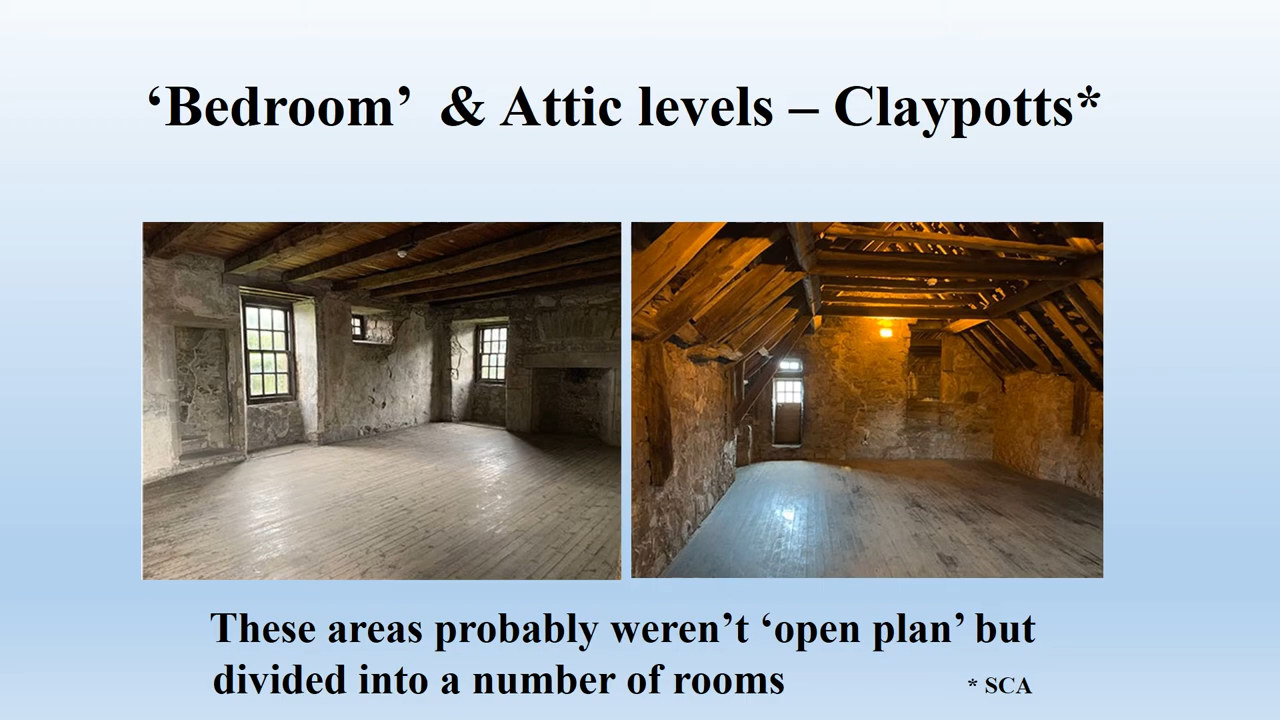 ‘Bedroom’ & Attic levels – Claypotts*
These areas probably weren’t ‘open plan’ but
divided into a number of rooms
* SCA